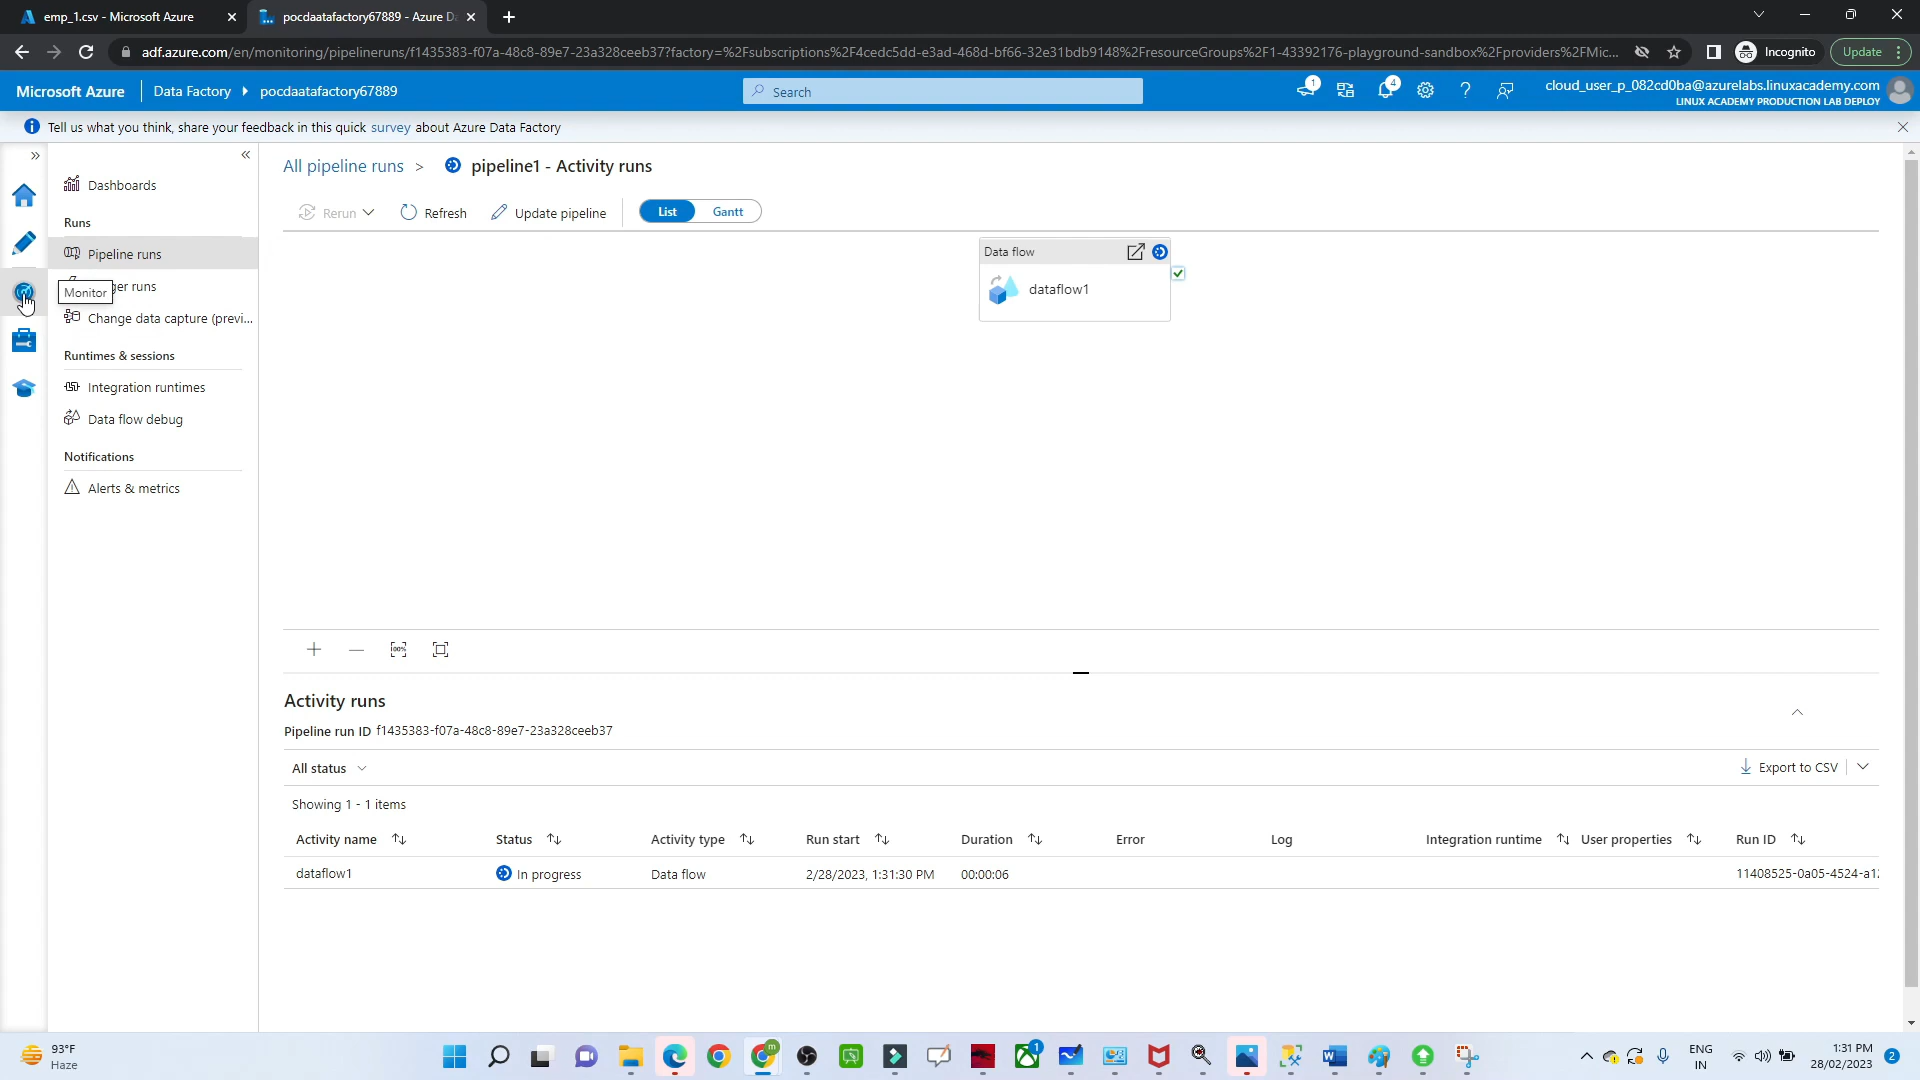 emp_1.csv - Microsoft Azure
pocdaatafactory67889 - Azure Da
adf.azure.com/en/monitoring/pipelineruns/f1435383-f07a-48c8-89e7-23a328ceeb37?factory=%2Fsubscriptions%2F4cedc5dd-e3ad-468d-bf66-32e31bdb9148%2FresourceGroups%2F1-43392176-playground-sandbox%2Fproviders%2FMic...
Incognito
Update
Microsoft Azure
Data Factory
pocdaatafactory67889
Search
1
4
cloud_user_p_082cd0ba@azurelabs.linuxacademy.com
LINUX ACADEMY PRODUCTION LAB DEPLOY
Tell us what you think, share your feedback in this quick survey about Azure Data Factory
Dashboards
Runs
Pipeline runs
Monitor
ger runs
Change data capture (previ...
Runtimes & sessions
Integration runtimes
Data flow debug
Notifications
Alerts & metrics
All pipeline runs >
pipeline1 - Activity runs
Rerun
Refresh
Update pipeline
List
Gantt
Data flow
dataflow1
100%
Activity runs
Pipeline run ID f1435383-f07a-48c8-89e7-23a328ceeb37
All status
Export to CSV
Showing 1 - 1 items
Activity name
Status
Activity type
Run start
Duration
Error
Log
Integration runtime
User properties
Run ID
dataflow1
In progress
Data flow
2/28/2023, 1:31:30 PM
00:00:06
11408525-0a05-4524-a12
93°F
Haze
m
1
ENG
IN
1:31 PM
28/02/2023
2